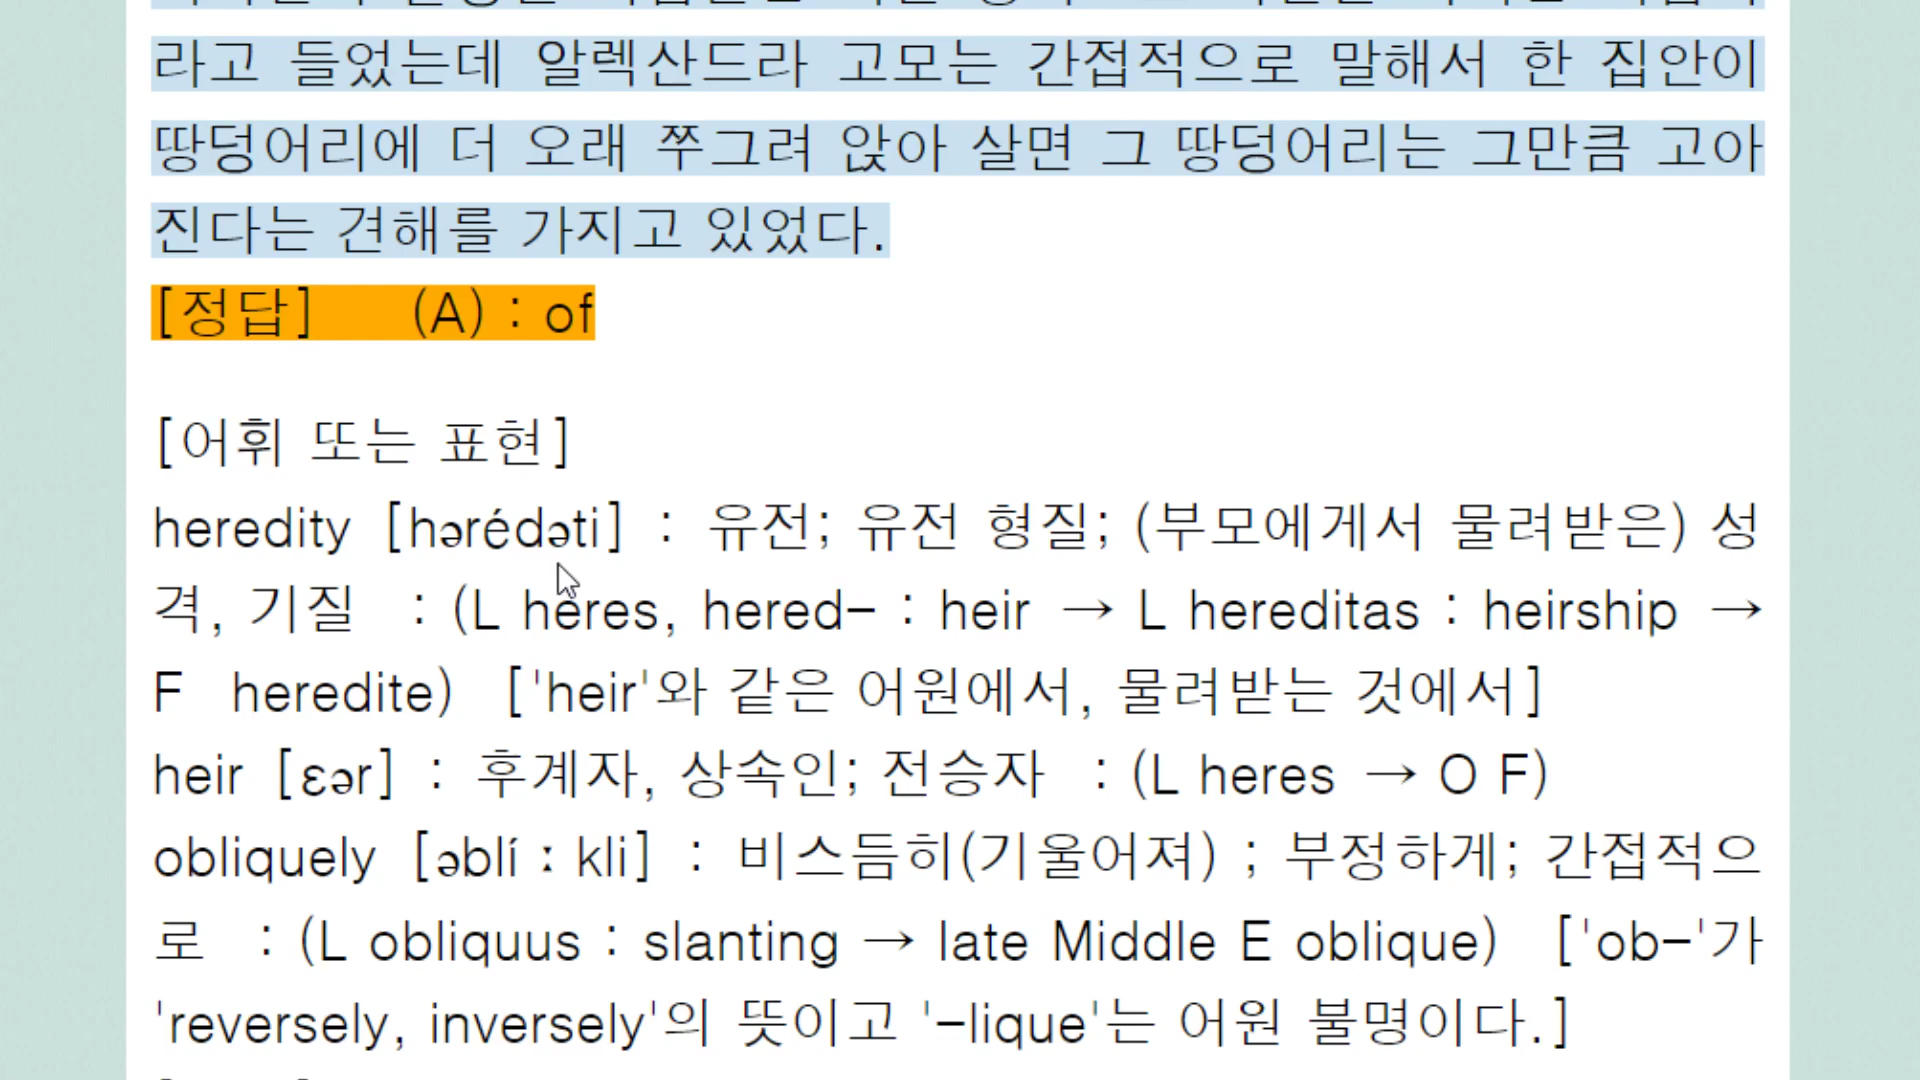 라고 들었는데 알렉산드라 고모는 간접적으로 말해서 한 집안이
땅덩어리에 더 오래 쭈그려 앉아 살면 그 땅덩어리는 그만큼 고아
진다는 견해를 가지고 있었다.
[정답] (A) : of
[어휘 또는 표현]
heredity [hərédəti] : 유전; 유전 형질; (부모에게서 물려받은) 성
격, 기질 : (L heres, hered- : heir → L hereditas : heirship →
F heredite) ['heir'와 같은 어원에서, 물려받는 것에서]
heir [ɛər] : 후계자, 상속인; 전승자 : (L heres → O F)
obliquely [əblí ː kli] : 비스듬히(기울어져) ; 부정하게; 간접적으
로 : (L obliquus : slanting → late Middle E oblique) ['ob-'가
'reversely, inversely'의 뜻이고 '-lique'는 어원 불명이다.]